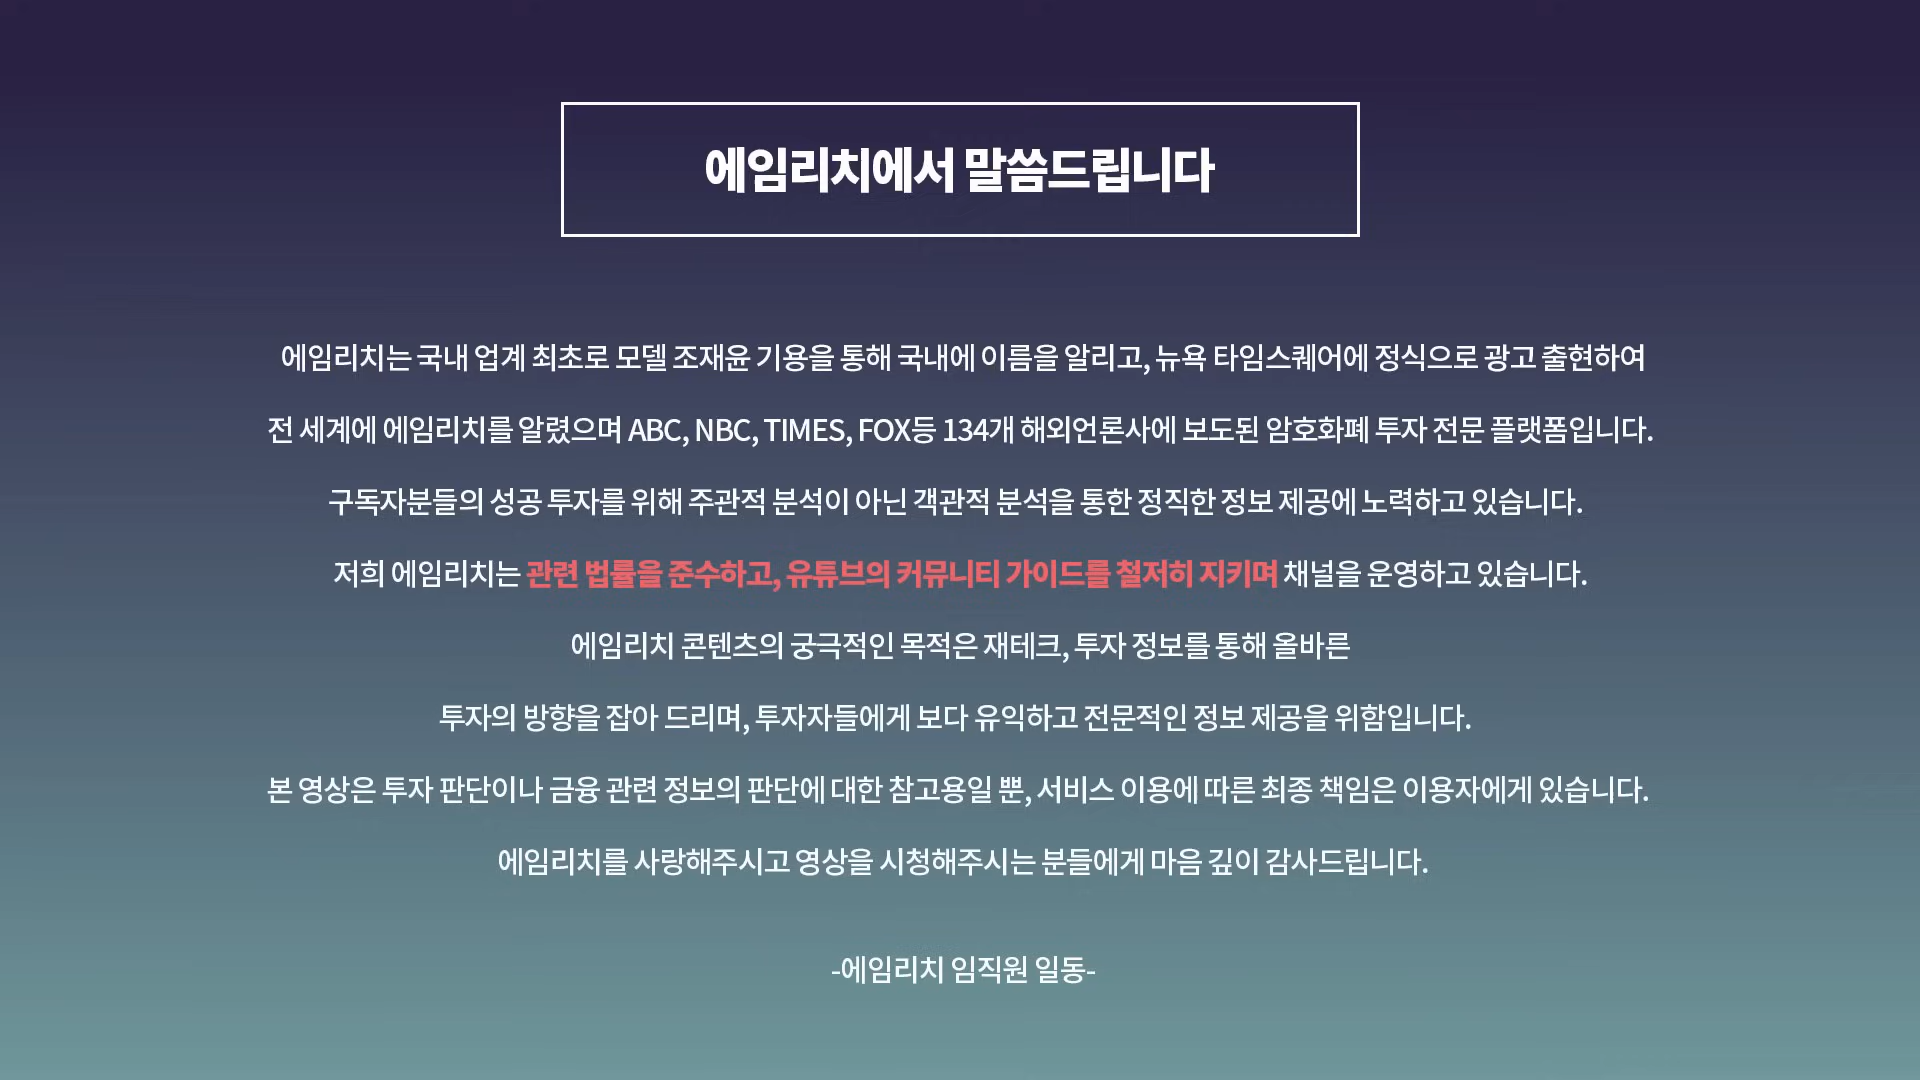 에임리치에서 말씀드립니다
에임리치는 국내 업계 최초로 모델 조재윤 기용을 통해 국내에 이름을 알리고, 뉴욕 타임스퀘어에 정식으로 광고 출현하여
전 세계에 에임리치를 알렸으며 ABC, NBC, TIMES, FOX등 134개 해외언론사에 보도된 암호화폐 투자 전문 플랫폼입니다.
구독자분들의 성공 투자를 위해 주관적 분석이 아닌 객관적 분석을 통한 정직한 정보 제공에 노력하고 있습니다.
저희 에임리치는 관련 법률을 준수하고, 유튜브의 커뮤니티 가이드를 철저히 지키며 채널을 운영하고 있습니다.
에임리치 콘텐츠의 궁극적인 목적은 재테크, 투자 정보를 통해 올바른
투자의 방향을 잡아 드리며, 투자자들에게 보다 유익하고 전문적인 정보 제공을 위함입니다.
본 영상은 투자 판단이나 금융 관련 정보의 판단에 대한 참고용일 뿐, 서비스 이용에 따른 최종 책임은 이용자에게 있습니다.
에임리치를 사랑해주시고 영상을 시청해주시는 분들에게 마음 깊이 감사드립니다.
-에임리치 임직원 일동-